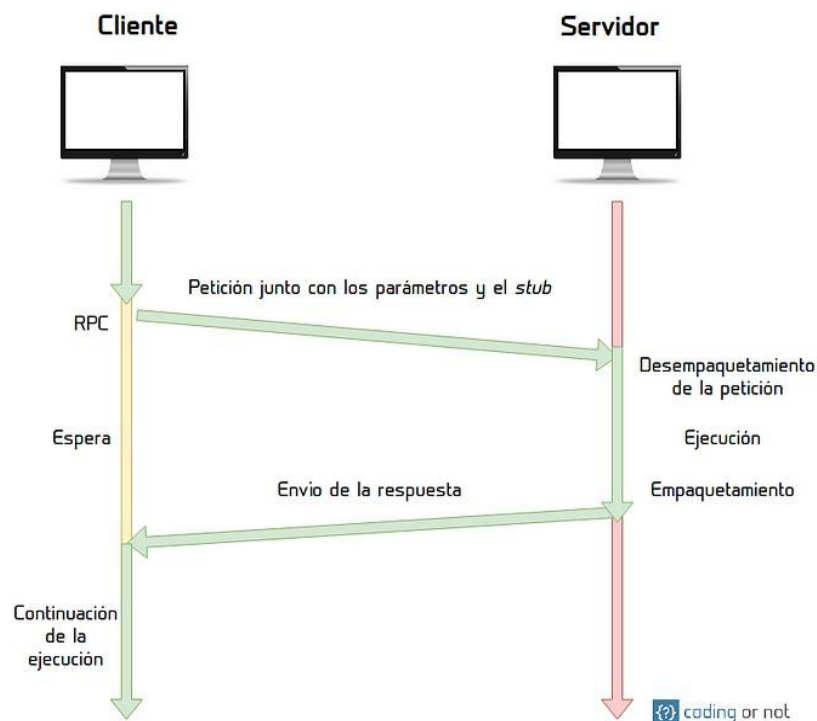 Cliente
Servidor
Petición junto con los parámetros y el stub
RPC
Desempaquetamiento
de la petición
Espera
Ejecución
Envío de la respuesta
Empaquetamiento
Continuación
de la
ejecución
{?} coding or not